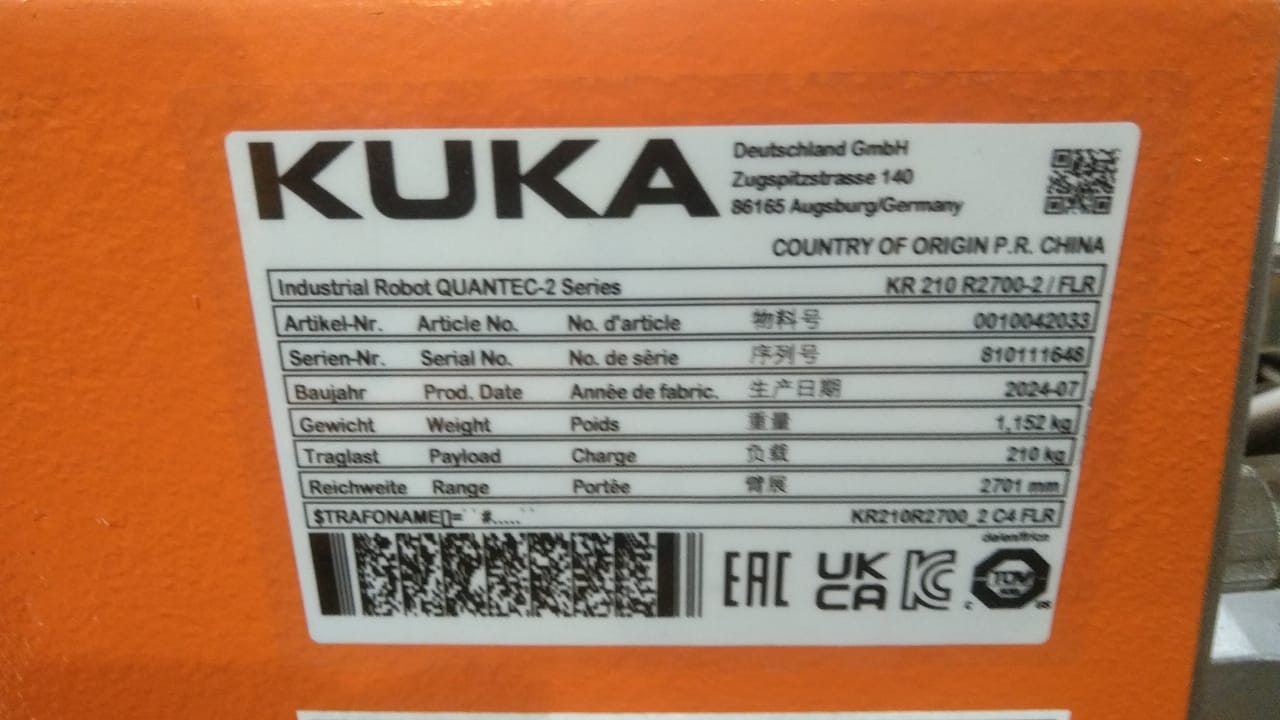 KUKA
Deutschland GmbH
Zugspitzstrasse 140
86165 Augsburg/Germany
COUNTRY OF ORIGIN P.R. CHINA
Industrial Robot QUANTEC-2 Series KR 210 R2700-2 / FLR
Artikel-Nr. Article No. No. d'article 物料号 0010042033
Serien-Nr. Serial No. No. de série 序列号 810111648
Baujahr Prod. Date Année de fabric. 生产日期 2024-07
Gewicht Weight Poids 重量 1,152 kg
Traglast Payload Charge 负载 210 kg
Reichweite Range Portée 臂展 2701 mm
$TRAFONAME[]=``#.....`` KR210R2700_2 C4 FLR
EAC UK CA KC TÜV